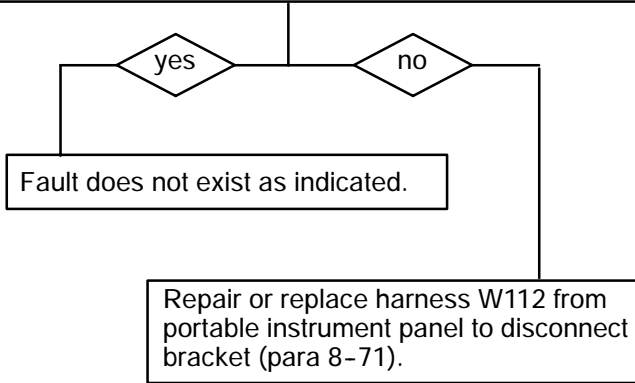 yes
no
Fault does not exist as indicated.
Repair or replace harness W112 from
portable instrument panel to disconnect
bracket (para 8-71).